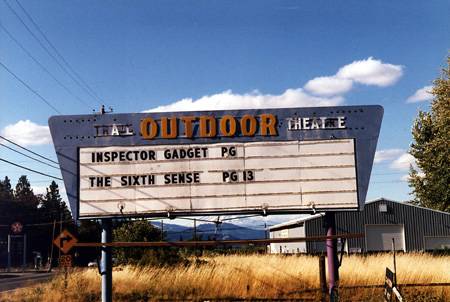 TRAIL OUTDOOR THEATRE
INSPECTOR GADGET PG
THE SIXTH SENSE PG 13